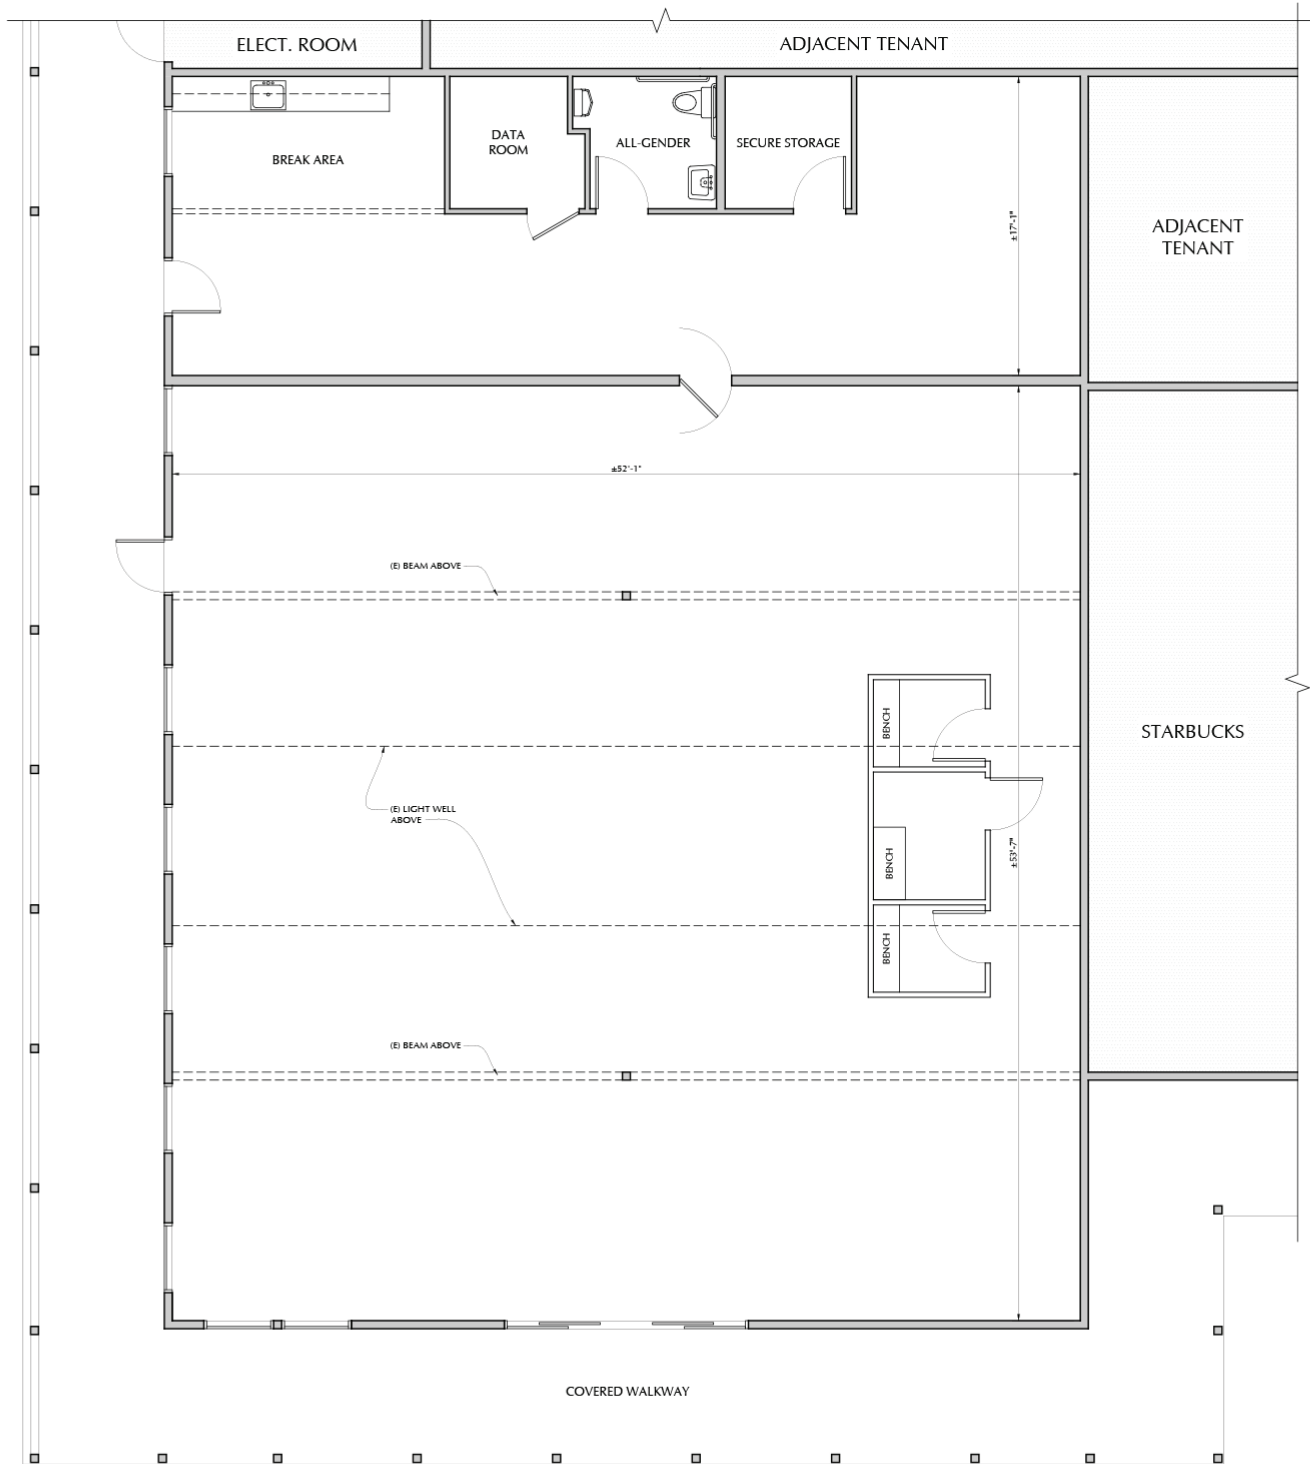 ELECT. ROOM
ADJACENT TENANT
BREAK AREA
DATA
ROOM
ALL-GENDER
SECURE STORAGE
±17'-1"
ADJACENT
TENANT
±52'-1"
(E) BEAM ABOVE
BENCH
STARBUCKS
(E) LIGHT WELL
ABOVE
BENCH
±53'-7"
BENCH
(E) BEAM ABOVE
COVERED WALKWAY